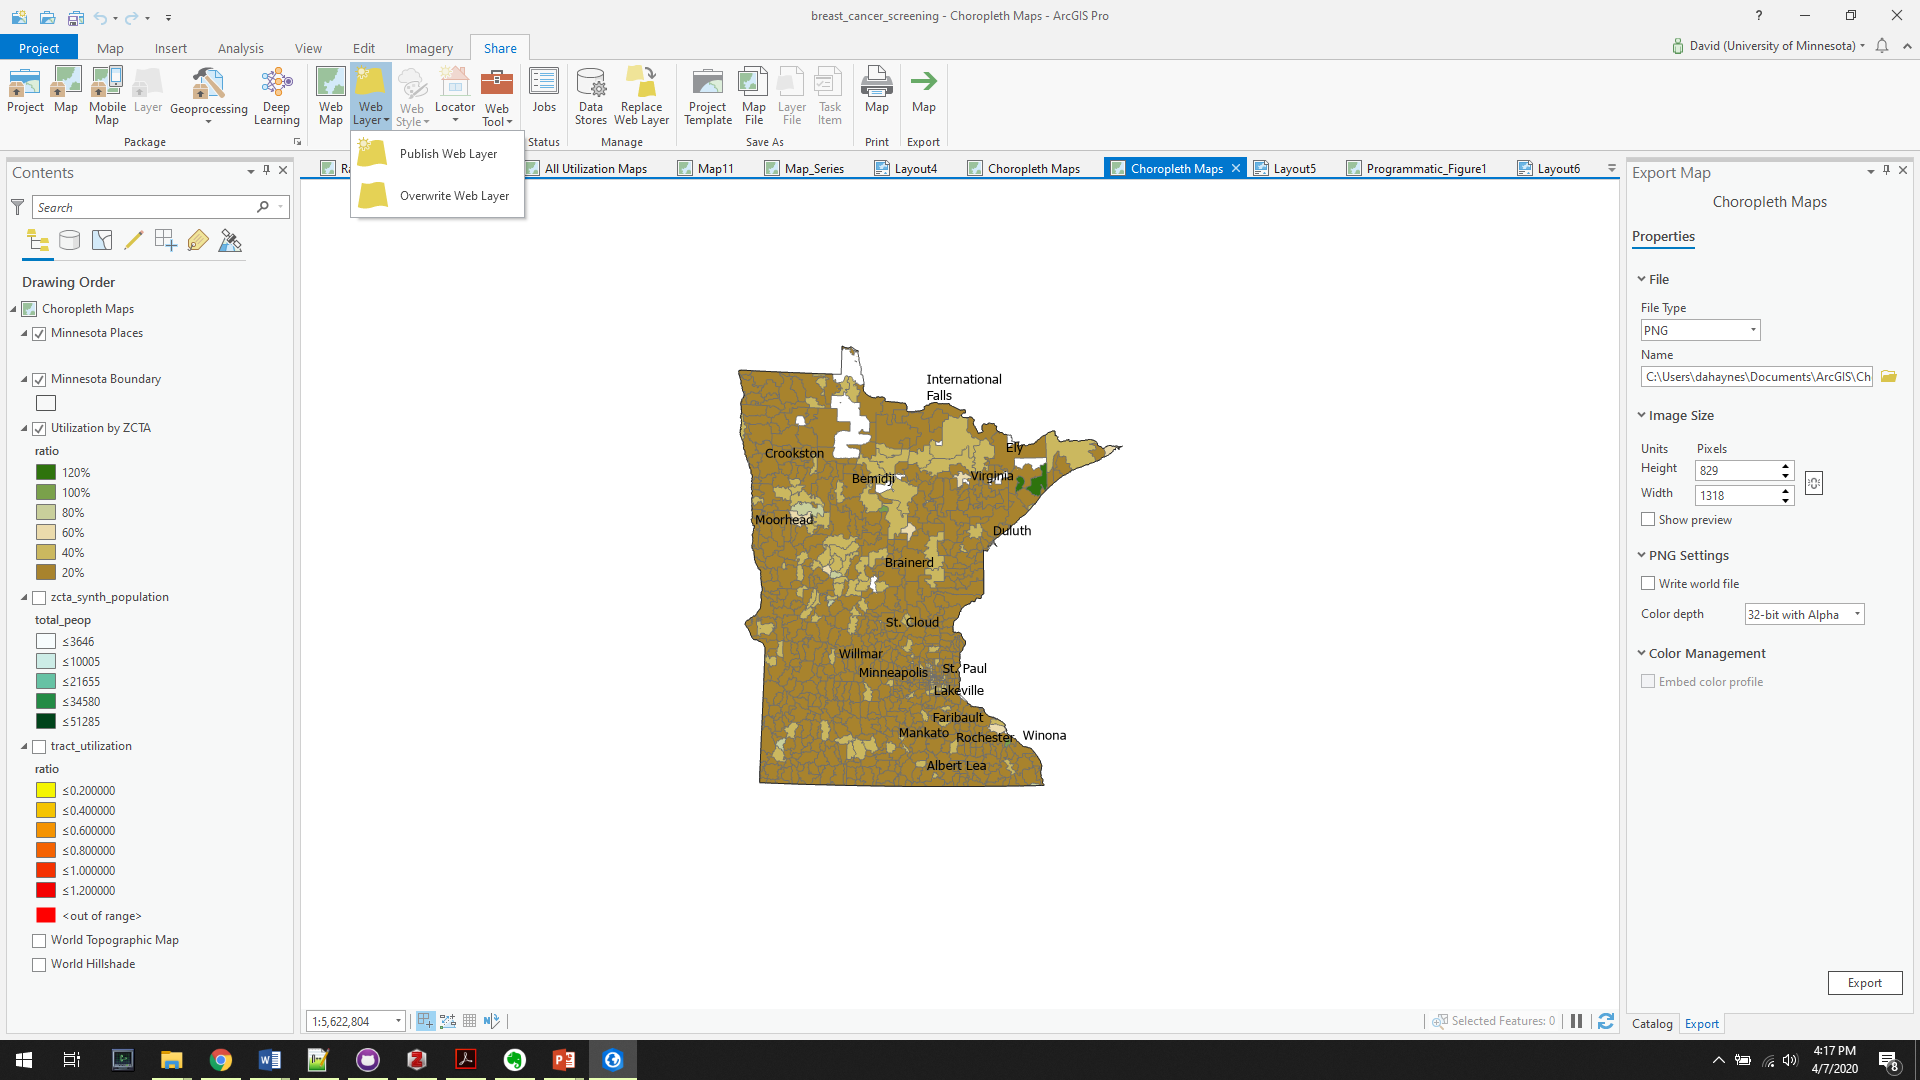 breast_cancer_screening - Choropleth Maps - ArcGIS Pro
?
Project
Map
Insert
Analysis
View
Edit
Imagery
Share
David (University of Minnesota)
Project
Map
Mobile
Map
Layer
Geoprocessing
Deep
Learning
Package
Web
Map
Web
Layer
Web
Style
Locator
Web
Tool
Jobs
Status
Data
Stores
Replace
Web Layer
Manage
Project
Template
Map
File
Layer
File
Task
Item
Save As
Map
Print
Map
Export
Publish Web Layer
Overwrite Web Layer
All Utilization Maps
Map11
Map_Series
Layout4
Choropleth Maps
Choropleth Maps
Layout5
Programmatic_Figure1
Layout6
Contents
Search
Drawing Order
Choropleth Maps
Minnesota Places
Minnesota Boundary
Utilization by ZCTA
ratio
120%
100%
80%
60%
40%
20%
zcta_synth_population
total_peop
≤3646
≤10005
≤21655
≤34580
≤51285
tract_utilization
ratio
≤0.200000
≤0.400000
≤0.600000
≤0.800000
≤1.000000
≤1.200000
<out of range>
World Topographic Map
World Hillshade
International
Falls
Ely
Crookston
Bemidji
Virginia
Moorhead
Duluth
Brainerd
St. Cloud
Willmar
Minneapolis
St. Paul
Lakeville
Faribault
Mankato
Rochester
Winona
Albert Lea
1:5,622,804
Selected Features: 0
Export Map
Choropleth Maps
Properties
File
File Type
PNG
Name
C:\Users\dahaynes\Documents\ArcGIS\Ch
Image Size
Units Pixels
Height 829
Width 1318
Show preview
PNG Settings
Write world file
Color depth 32-bit with Alpha
Color Management
Embed color profile
Export
Catalog
Export
4:17 PM
4/7/2020
8